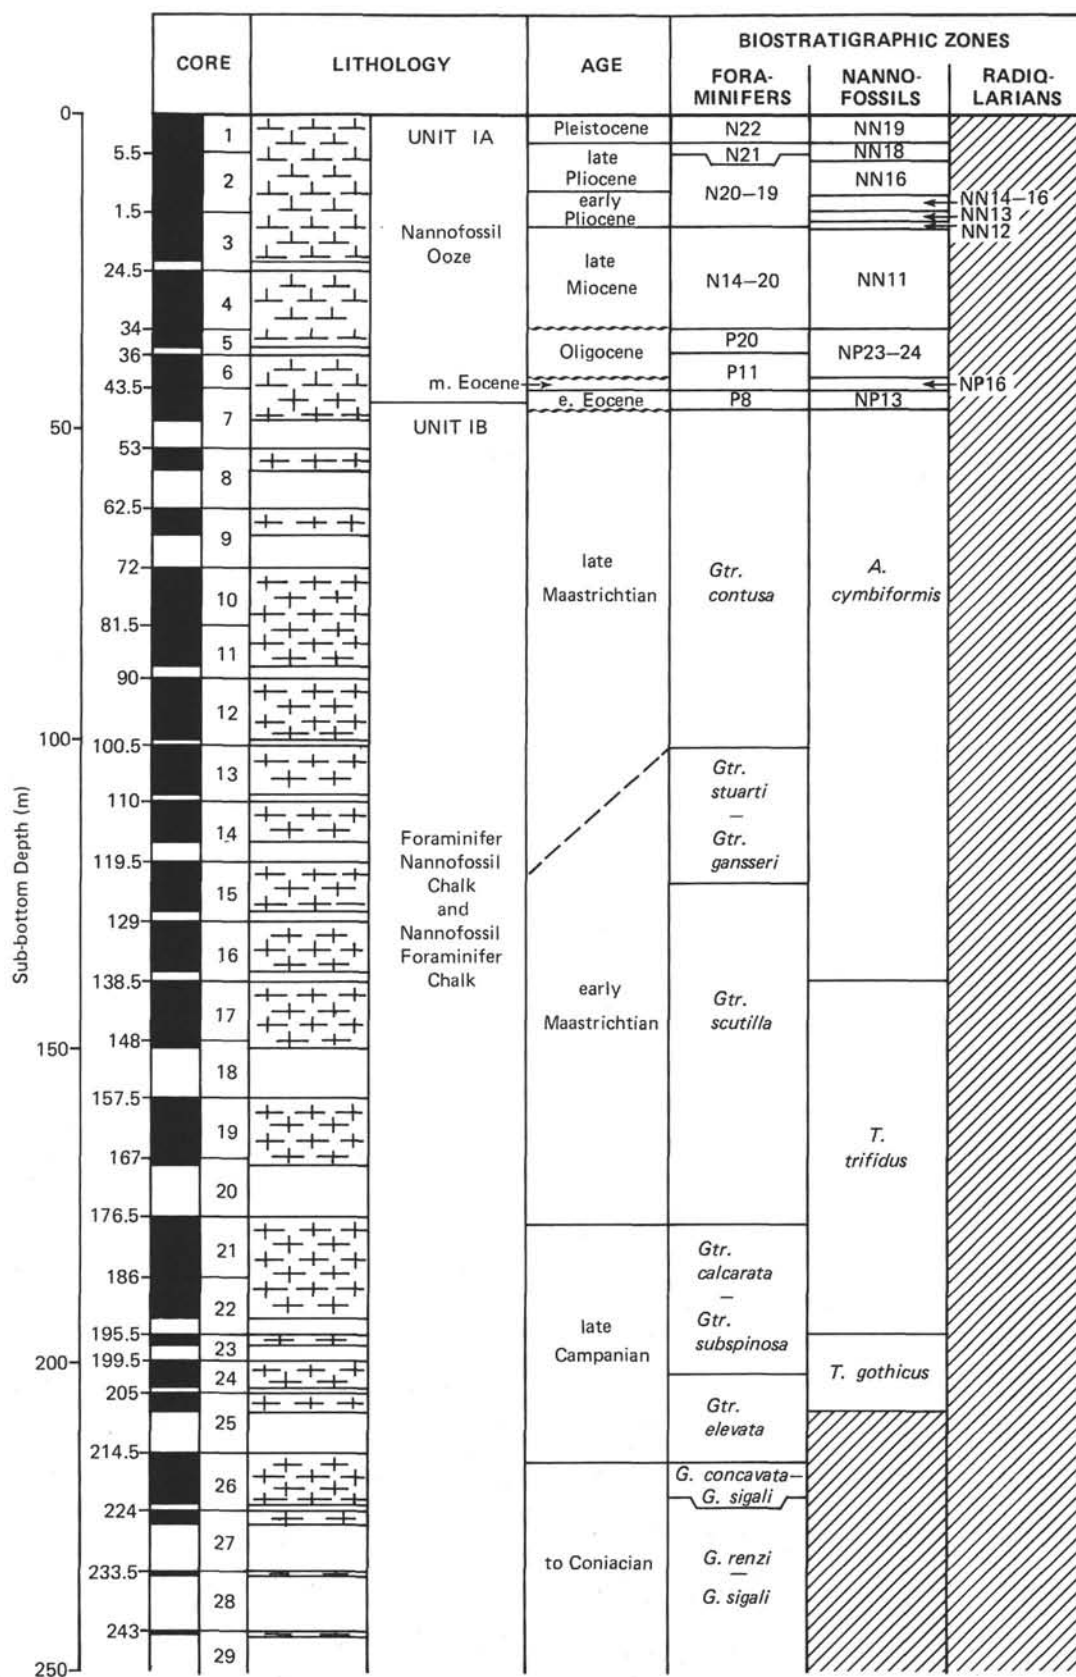 CORE
LITHOLOGY
AGE
BIOSTRATIGRAPHIC ZONES
FORA-
MINIFERS
NANNO-
FOSSILS
RADIQ-
LARIANS
Sub-bottom Depth (m)
0
50
100
150
200
250
5.5
1.5
24.5
34
36
43.5
53
62.5
72
81.5
90
100.5
110
119.5
129
138.5
148
157.5
167
176.5
186
195.5
199.5
205
214.5
224
233.5
243
1
2
3
4
5
6
7
8
9
10
11
12
13
14
15
16
17
18
19
20
21
22
23
24
25
26
27
28
29
UNIT IA
Nannofossil
Ooze
UNIT IB
Foraminifer
Nannofossil
Chalk
and
Nannofossil
Foraminifer
Chalk
Pleistocene
late
Pliocene
early
Pliocene
late
Miocene
Oligocene
m. Eocene
e. Eocene
late
Maastrichtian
early
Maastrichtian
late
Campanian
to Coniacian
N22
N21
N20—19
N14—20
P20
P11
P8
Gtr.
contusa
Gtr.
stuarti
—
Gtr.
gansseri
Gtr.
scutilla
Gtr.
calcarata
—
Gtr.
subspinosa
Gtr.
elevata
G. concavata—
G. sigali
G. renzi
—
G. sigali
NN19
NN18
NN16
NN14—16
NN13
NN12
NN11
NP23—24
NP16
NP13
A.
cymbiformis
T.
trifidus
T. gothicus